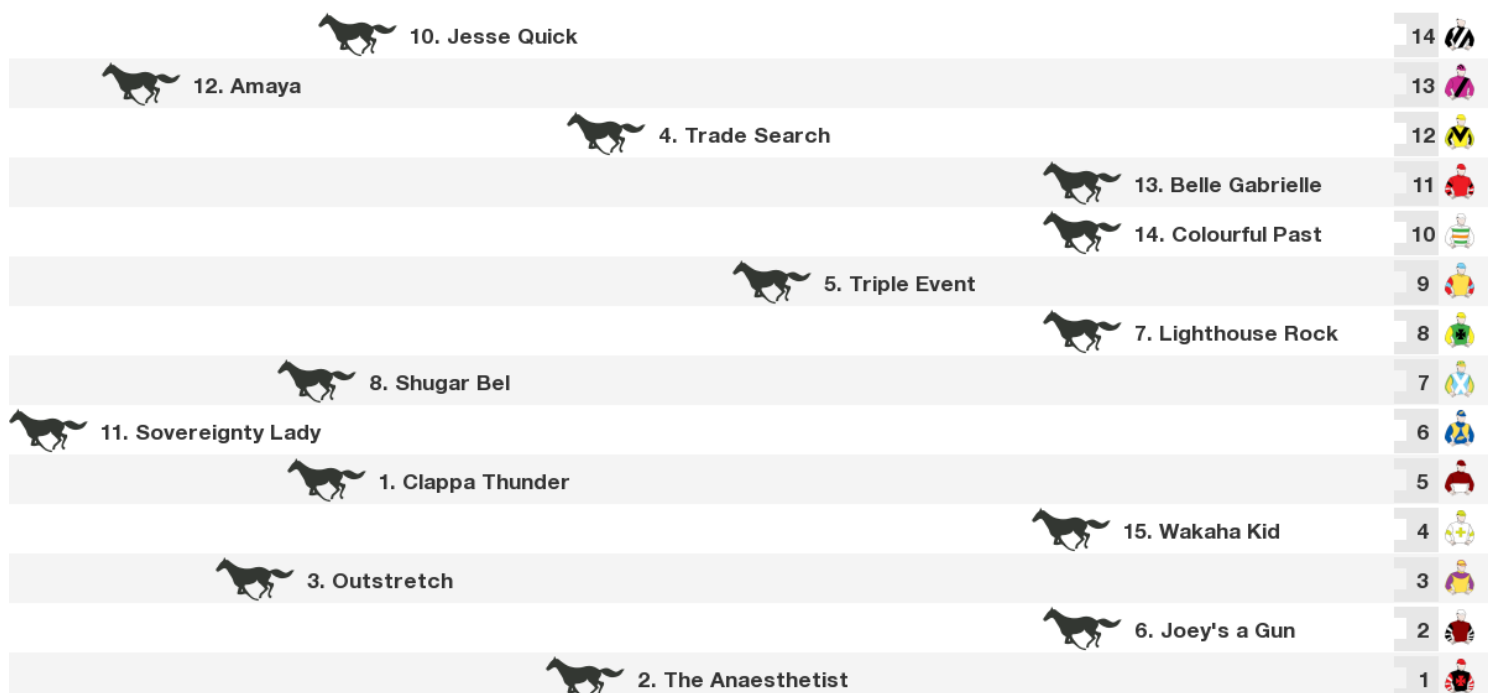 10. Jesse Quick 14
12. Amaya 13
4. Trade Search 12
13. Belle Gabrielle 11
14. Colourful Past 10
5. Triple Event 9
7. Lighthouse Rock 8
8. Shugar Bel 7
11. Sovereignty Lady 6
1. Clappa Thunder 5
15. Wakaha Kid 4
3. Outstretch 3
6. Joey's a Gun 2
2. The Anaesthetist 1